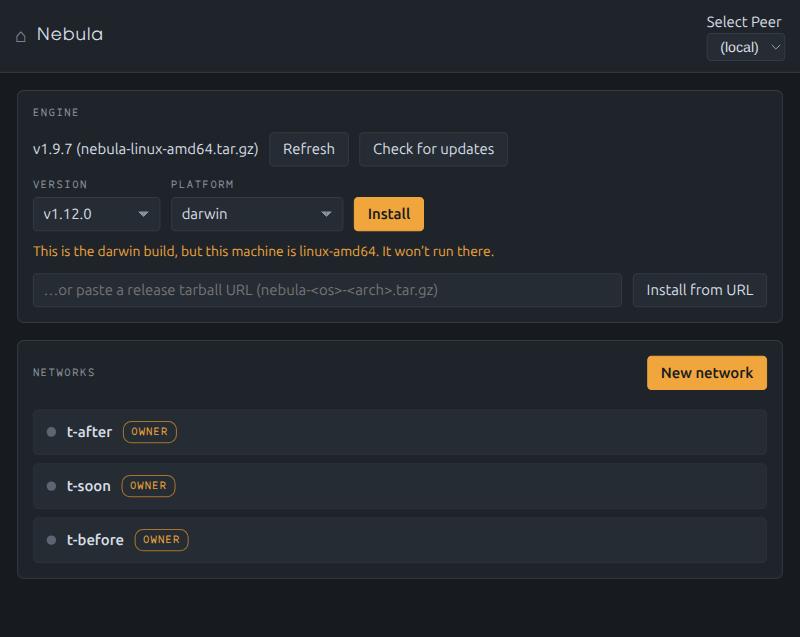 Nebula
Select Peer
(local)
ENGINE
v1.9.7 (nebula-linux-amd64.tar.gz) Refresh Check for updates
VERSION PLATFORM
v1.12.0 darwin Install
This is the darwin build, but this machine is linux-amd64. It won't run there.
…or paste a release tarball URL (nebula-<os>-<arch>.tar.gz) Install from URL
NETWORKS New network
t-after OWNER
t-soon OWNER
t-before OWNER